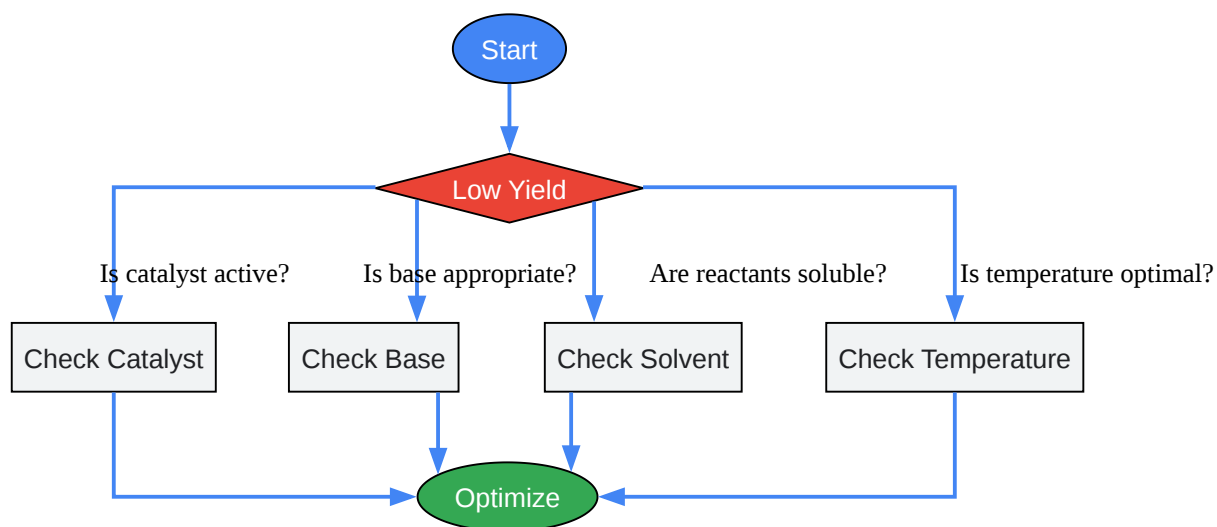 Start
Low Yield
Is catalyst active?
Is base appropriate?
Are reactants soluble?
Is temperature optimal?
Check Catalyst
Check Base
Check Solvent
Check Temperature
Optimize